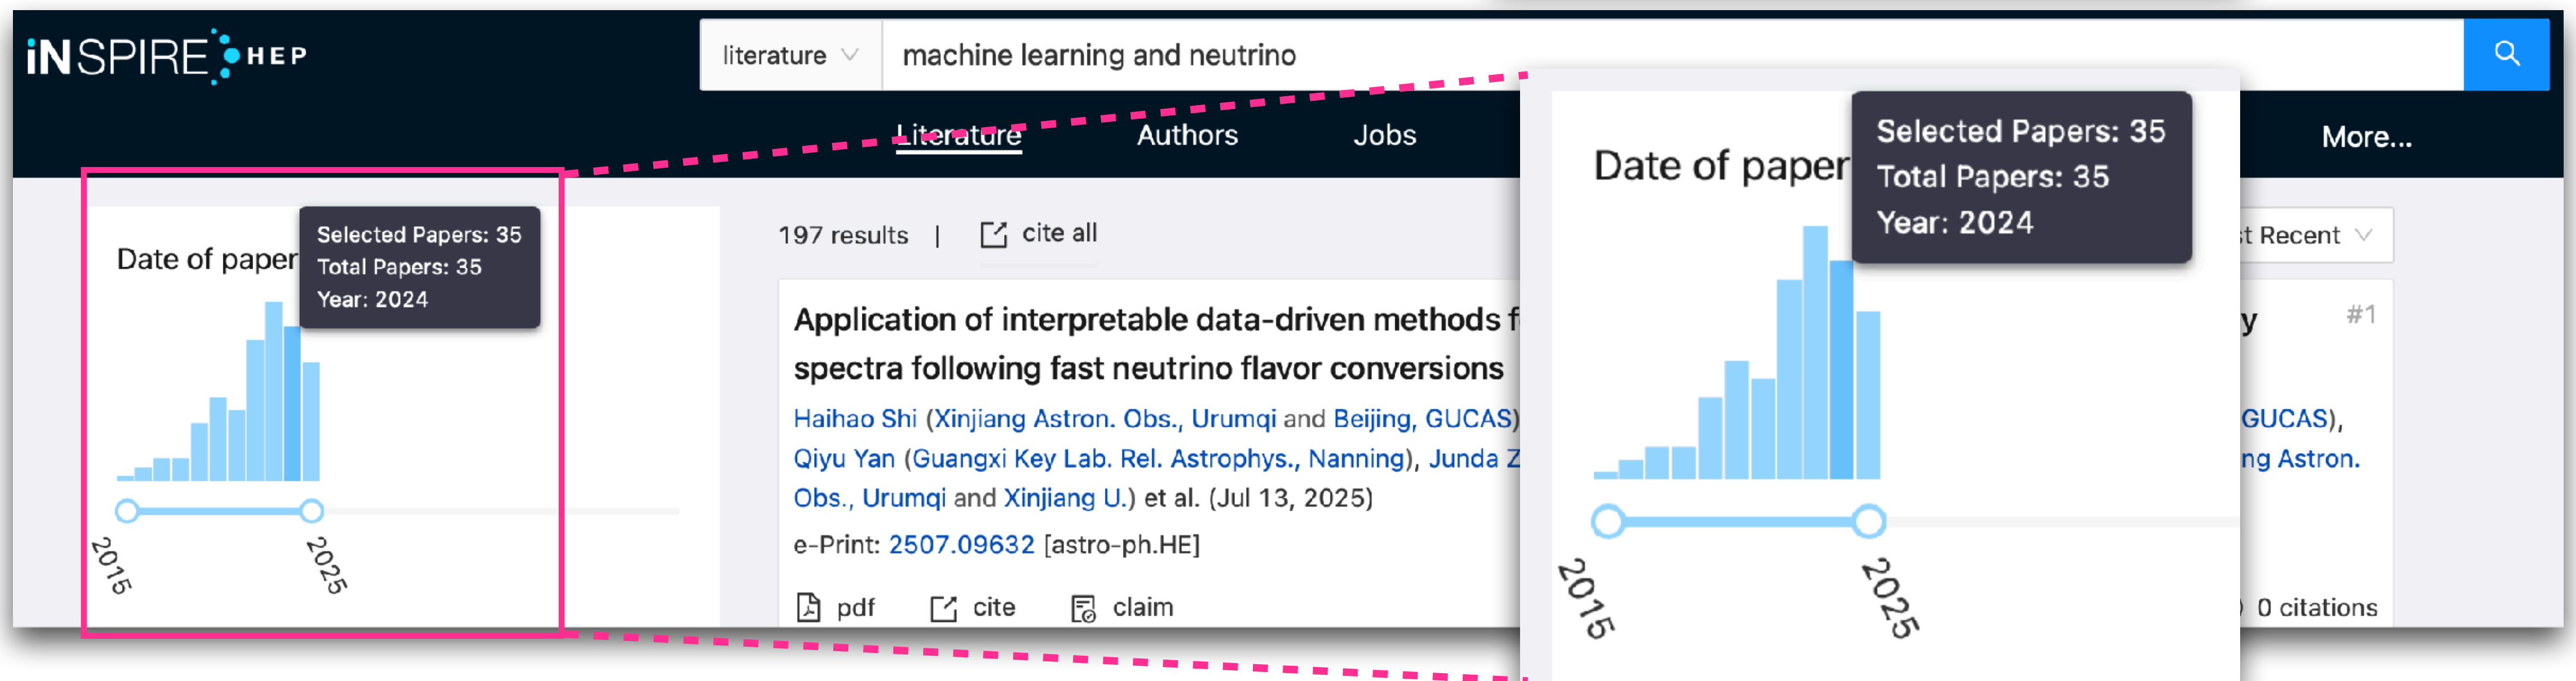 iNSPIRE HEP
literature
machine learning and neutrino
Literature
Authors
Jobs
More...
Date of paper
Selected Papers: 35
Total Papers: 35
Year: 2024
2015
2025
197 results | cite all
t Recent
Application of interpretable data-driven methods f
spectra following fast neutrino flavor conversions
Haihao Shi (Xinjiang Astron. Obs., Urumqi and Beijing, GUCAS)
Qiyu Yan (Guangxi Key Lab. Rel. Astrophys., Nanning), Junda Z
Obs., Urumqi and Xinjiang U.) et al. (Jul 13, 2025)
e-Print: 2507.09632 [astro-ph.HE]
pdf cite claim
Date of paper
Selected Papers: 35
Total Papers: 35
Year: 2024
2015
2025
y #1
GUCAS),
ng Astron.
0 citations